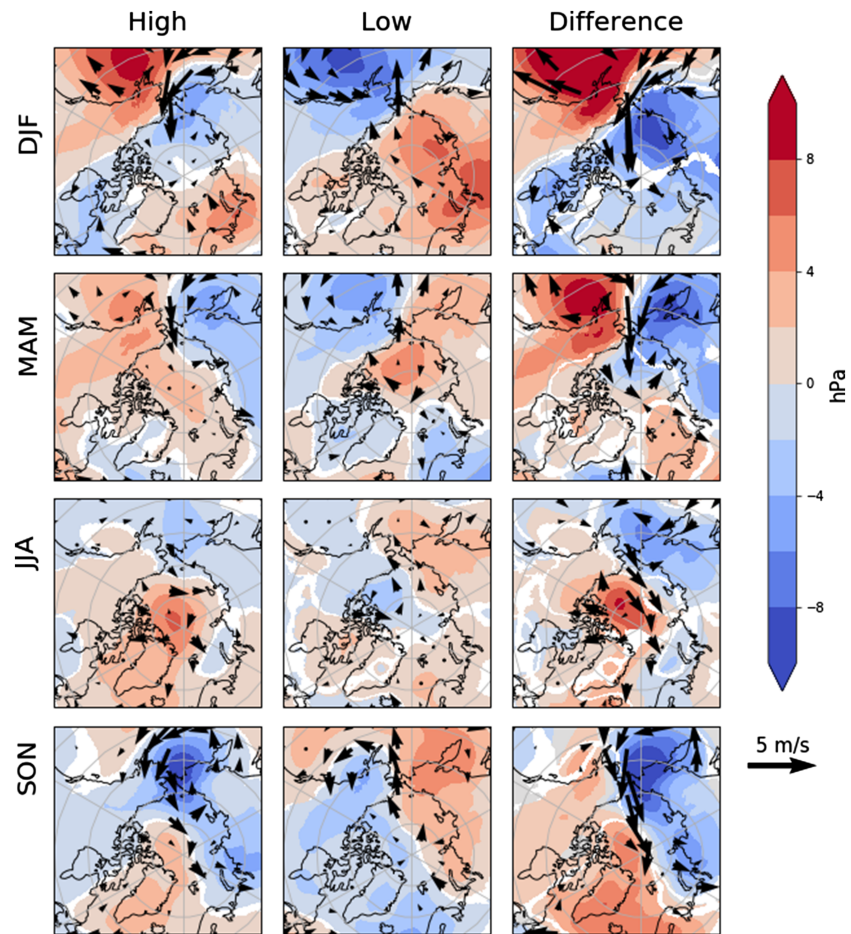 High Low Difference
DJF
MAM
JJA
SON
8
4
0
−4
−8
hPa
5 m/s